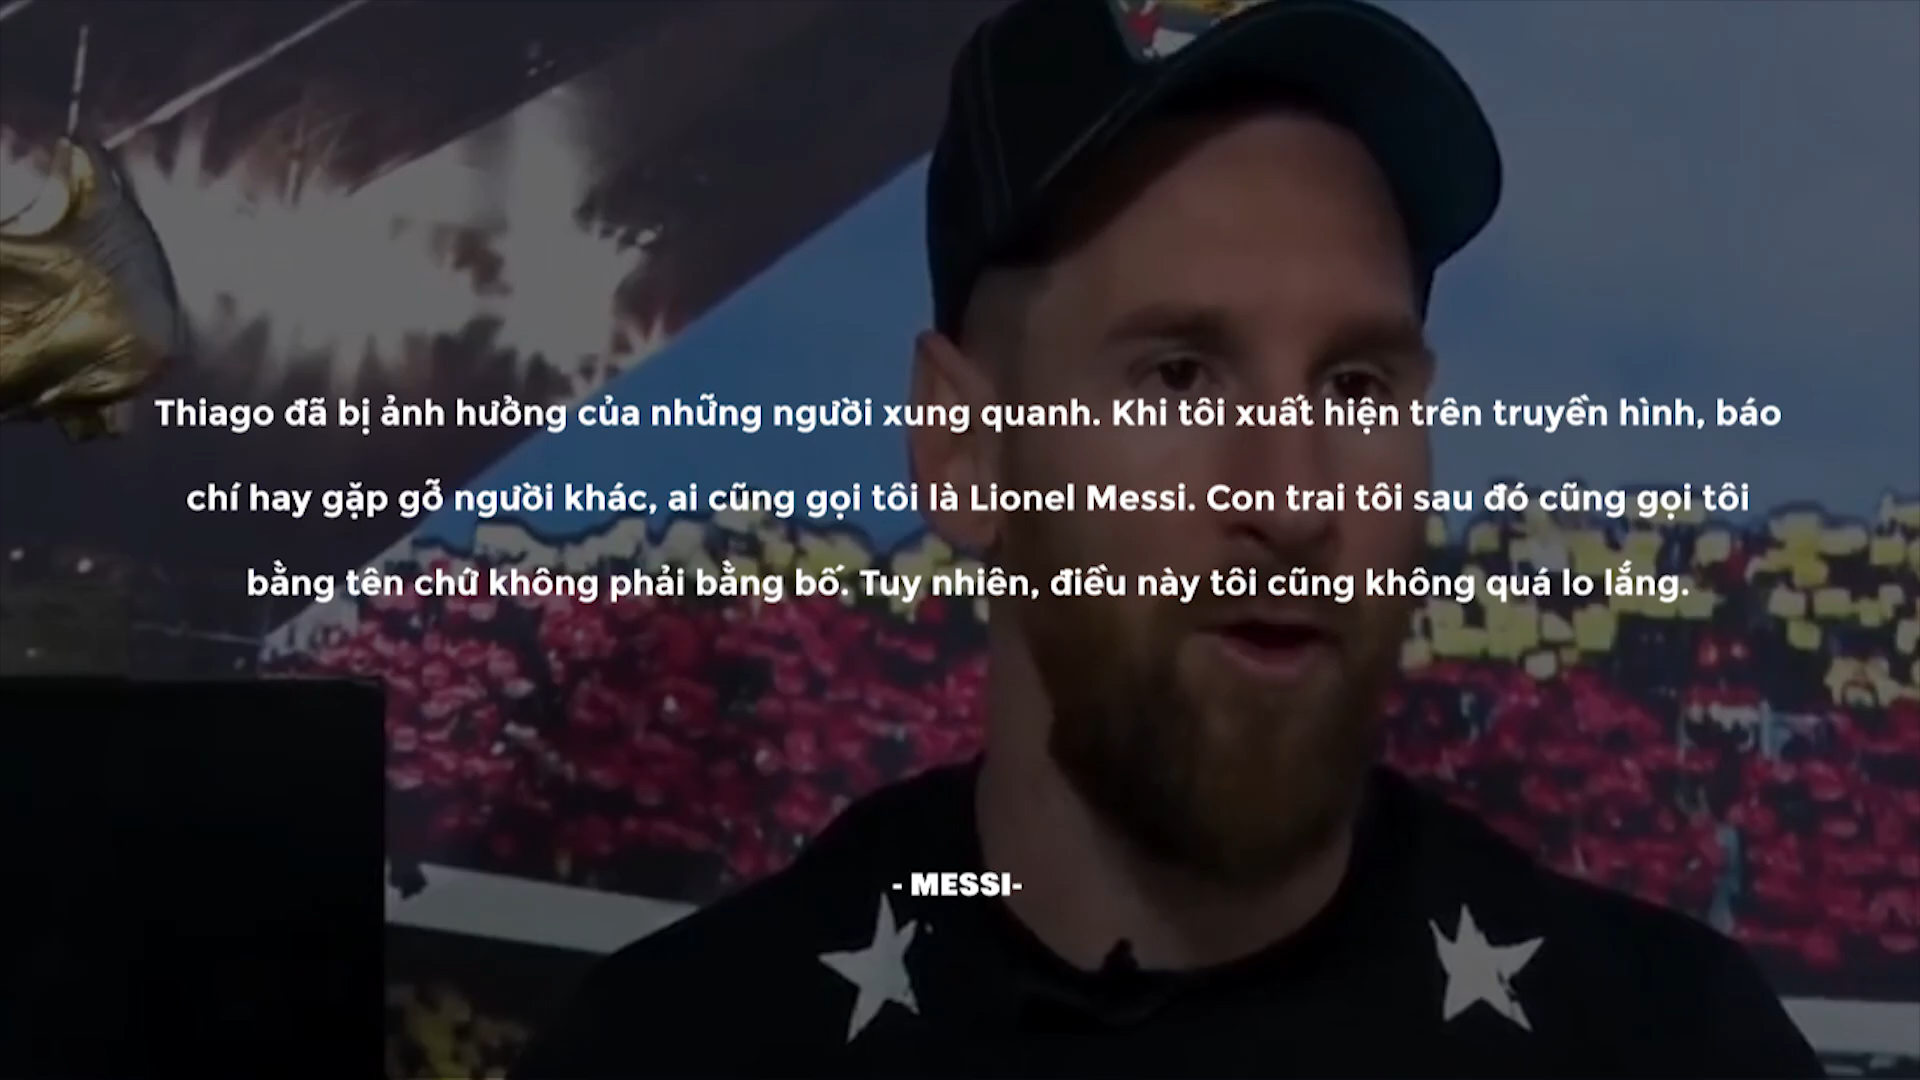 Thiago đã bị ảnh hưởng của những người xung quanh. Khi tôi xuất hiện trên truyền hình, báo
chí hay gặp gỡ người khác, ai cũng gọi tôi là Lionel Messi. Con trai tôi sau đó cũng gọi tôi
bằng tên chứ không phải bằng bố. Tuy nhiên, điều này tôi cũng không quá lo lắng.
- MESSI-